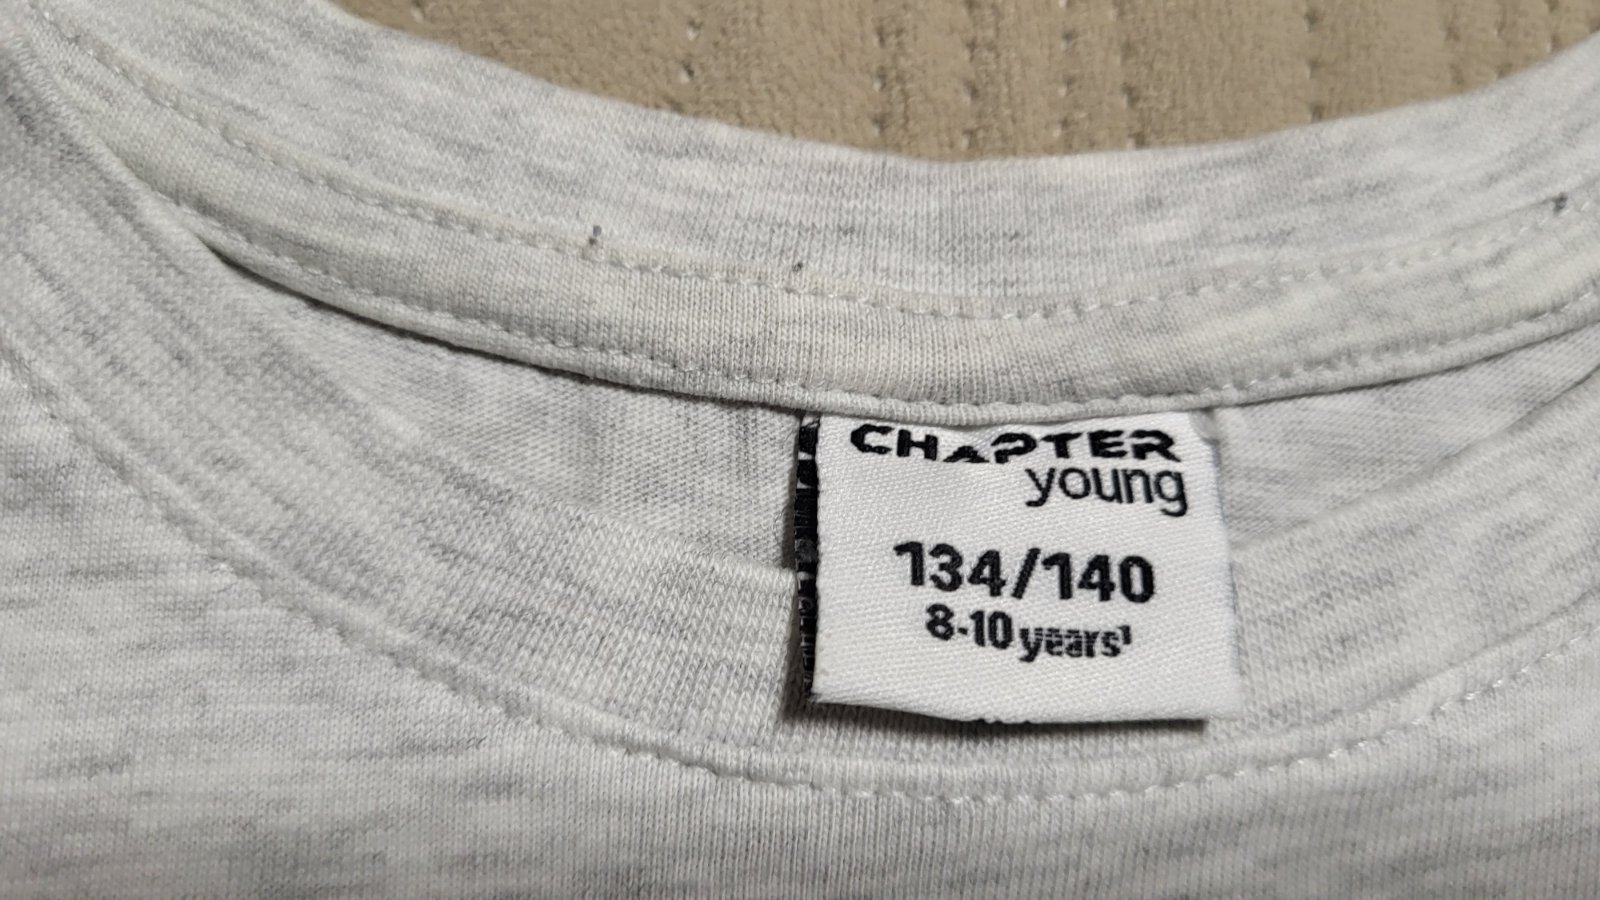 CHAPTER
young
134/140
8-10 years¹